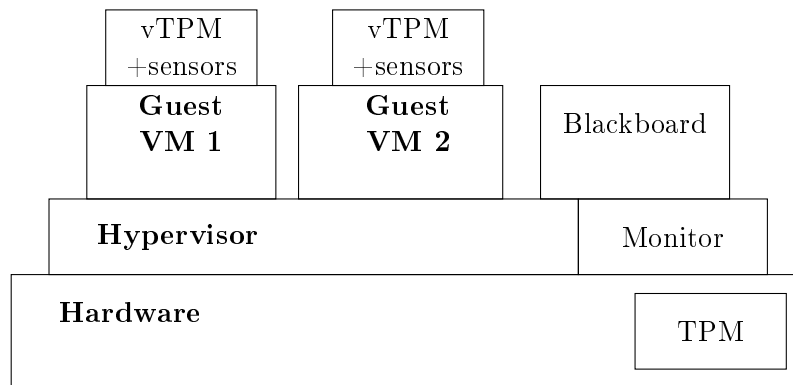 vTPM
+sensors
vTPM
+sensors
Guest
VM 1
Guest
VM 2
Blackboard
Hypervisor
Monitor
Hardware
TPM